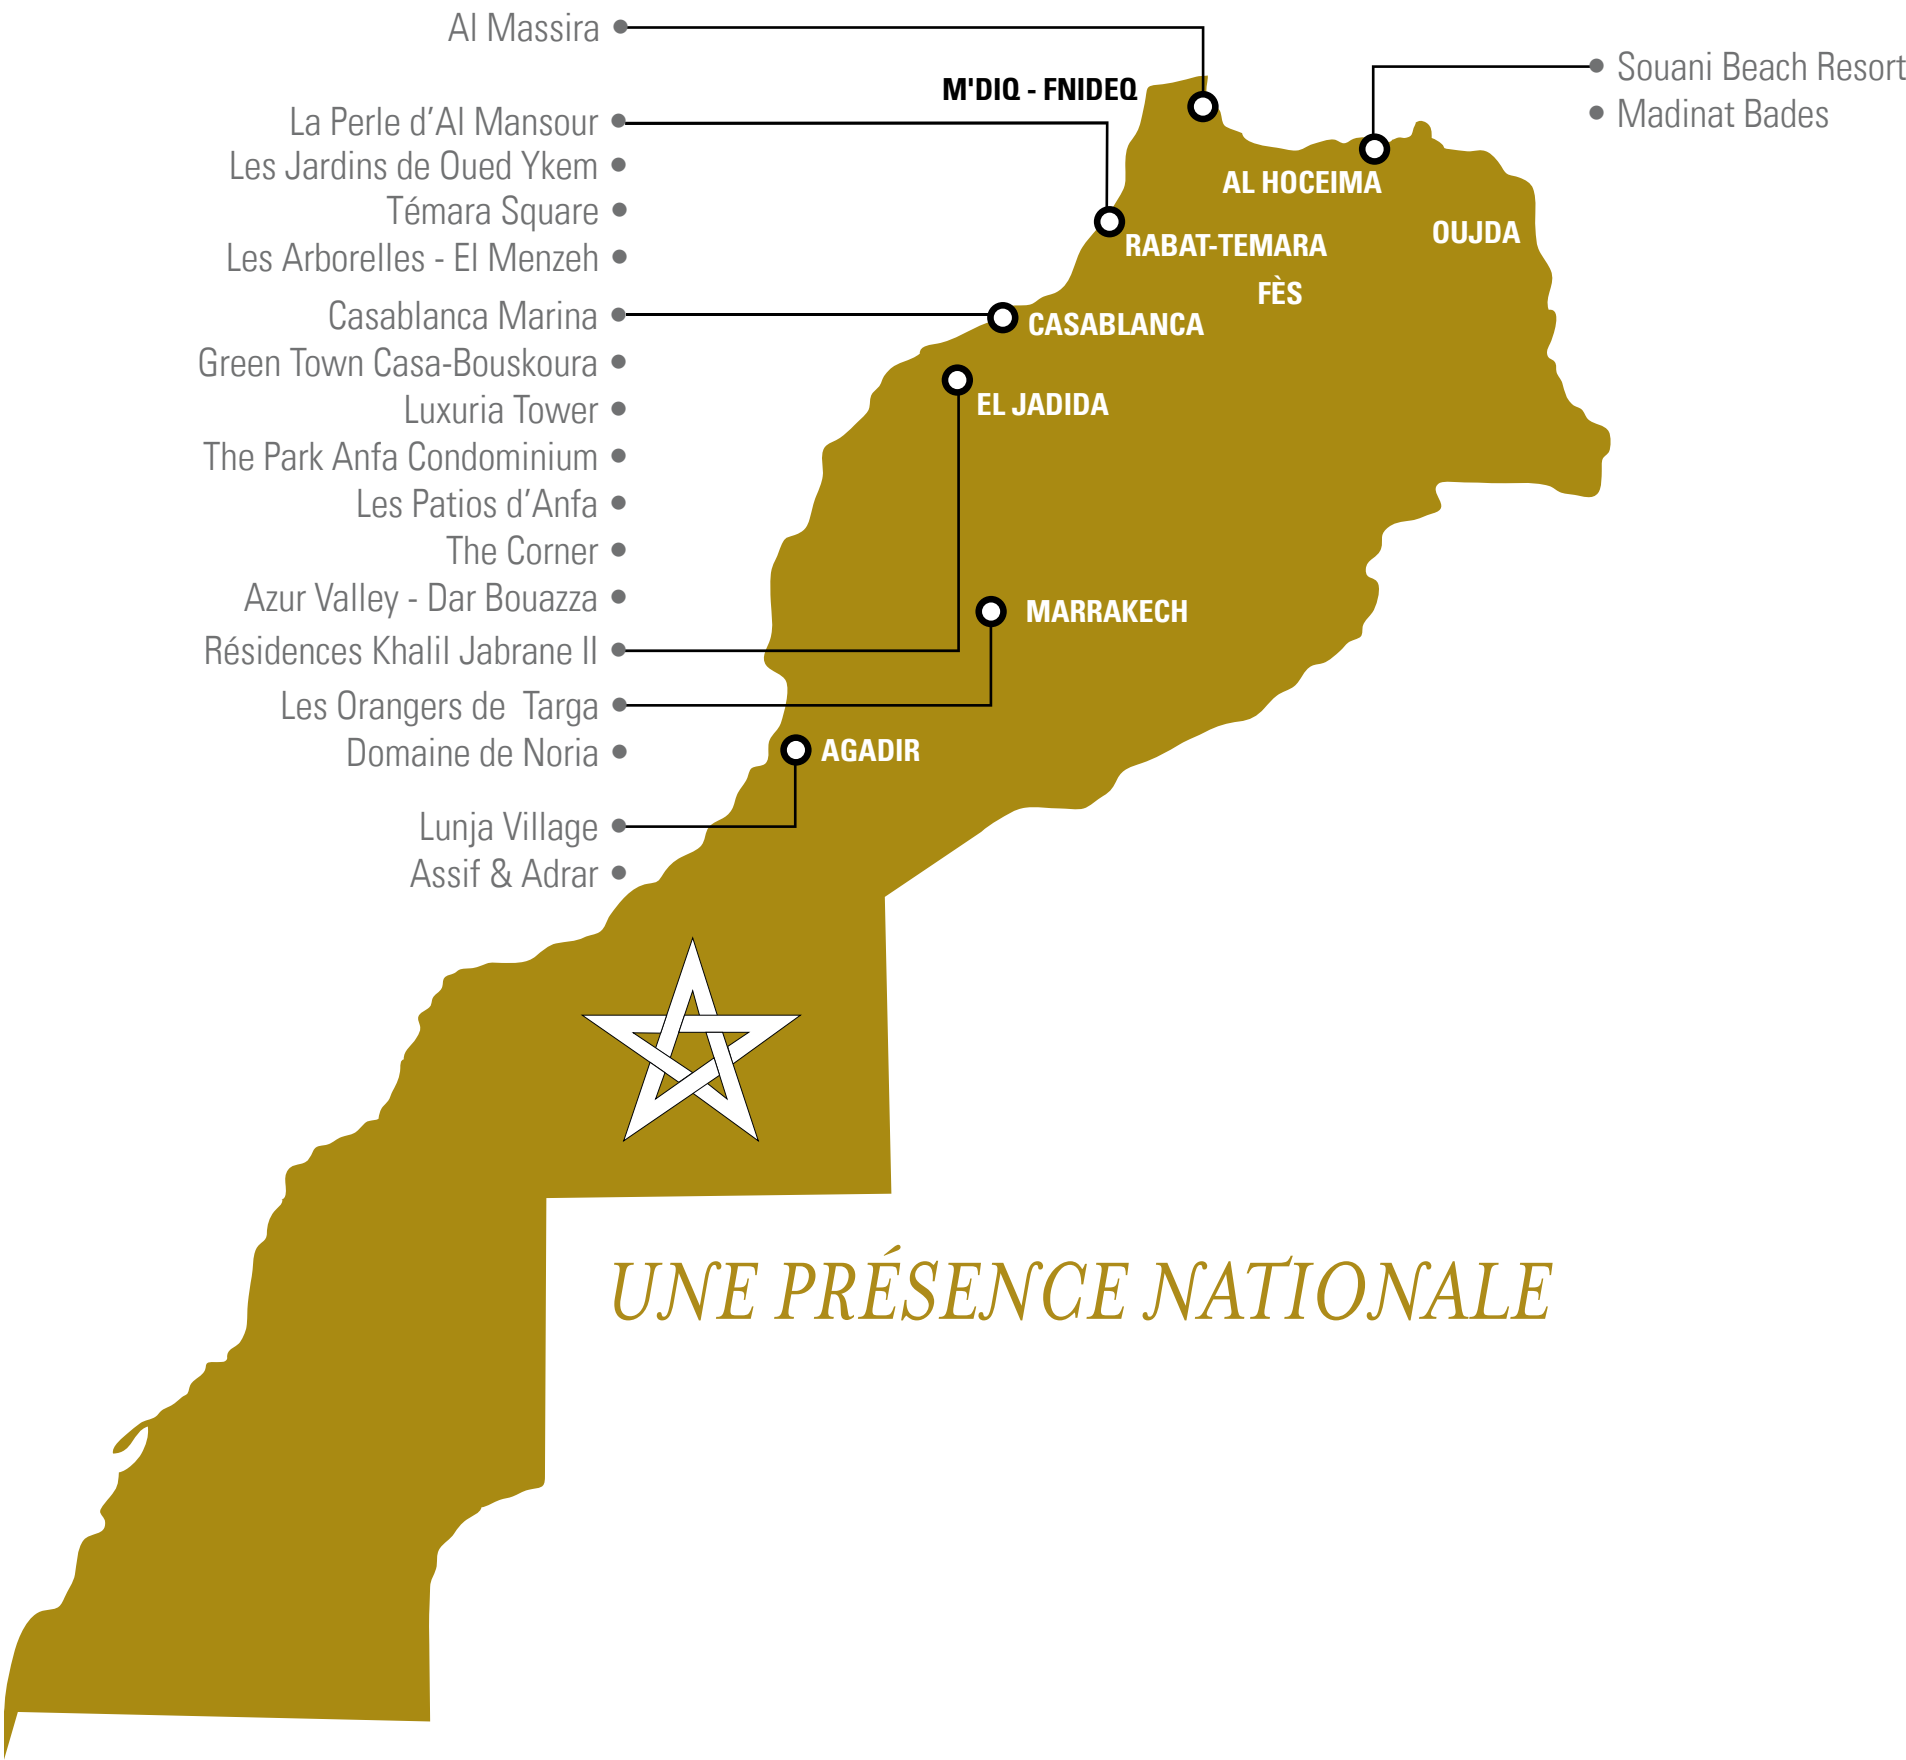 Al Massira
Souani Beach Resort
Madinat Bades
M'DIQ - FNIDEQ
La Perle d'Al Mansour
Les Jardins de Oued Ykem
Témara Square
Les Arborelles - El Menzeh
AL HOCEIMA
OUJDA
RABAT-TEMARA
FÈS
Casablanca Marina
Green Town Casa-Bouskoura
Luxuria Tower
The Park Anfa Condominium
Les Patios d'Anfa
The Corner
Azur Valley - Dar Bouazza
CASABLANCA
EL JADIDA
Résidences Khalil Jabrane II
MARRAKECH
Les Orangers de Targa
Domaine de Noria
AGADIR
Lunja Village
Assif & Adrar
UNE PRÉSENCE NATIONALE